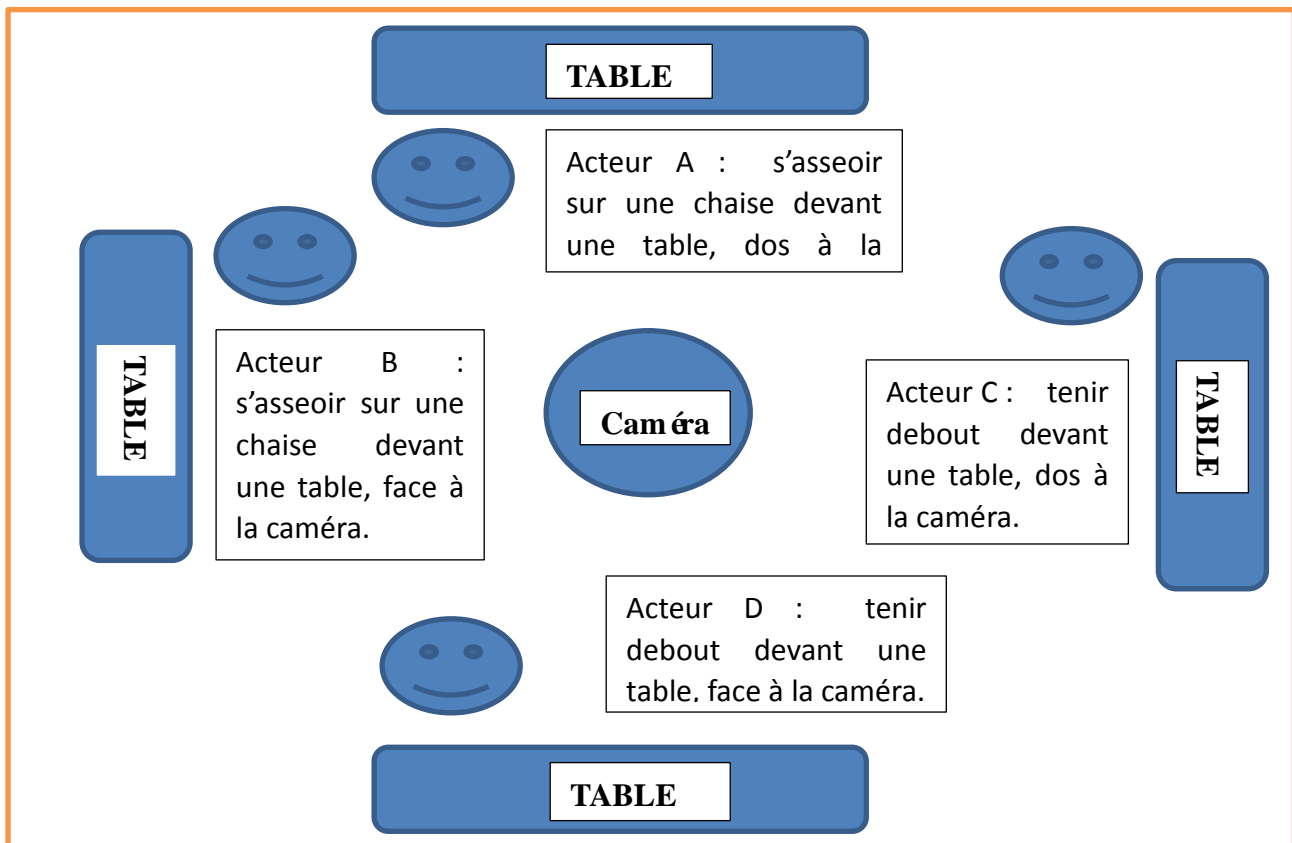 TABLE
Acteur A : s’asseoir
sur une chaise devant
une table, dos à la
Acteur B :
s’asseoir sur une
chaise devant
une table, face à
la caméra.
TABLE
Caméra
Acteur C : tenir
debout devant
une table, dos à
la caméra.
TABLE
Acteur D : tenir
debout devant une
table, face à la caméra.
TABLE